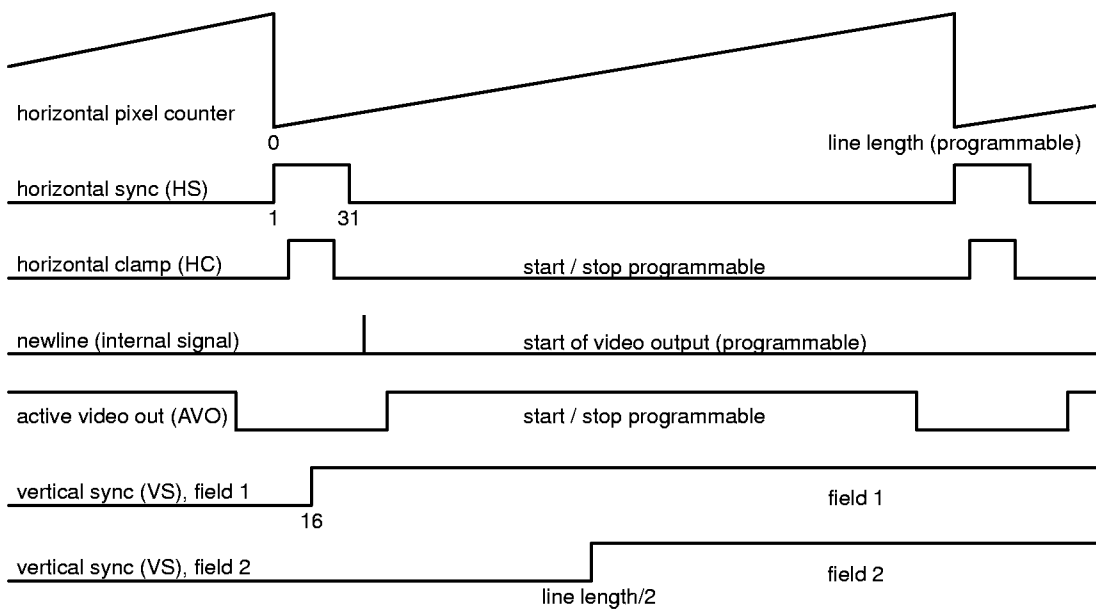 horizontal pixel counter
0
line length (programmable)
horizontal sync (HS)
1
31
horizontal clamp (HC)
start / stop programmable
newline (internal signal)
start of video output (programmable)
active video out (AVO)
start / stop programmable
vertical sync (VS), field 1
field 1
16
vertical sync (VS), field 2
field 2
line length/2